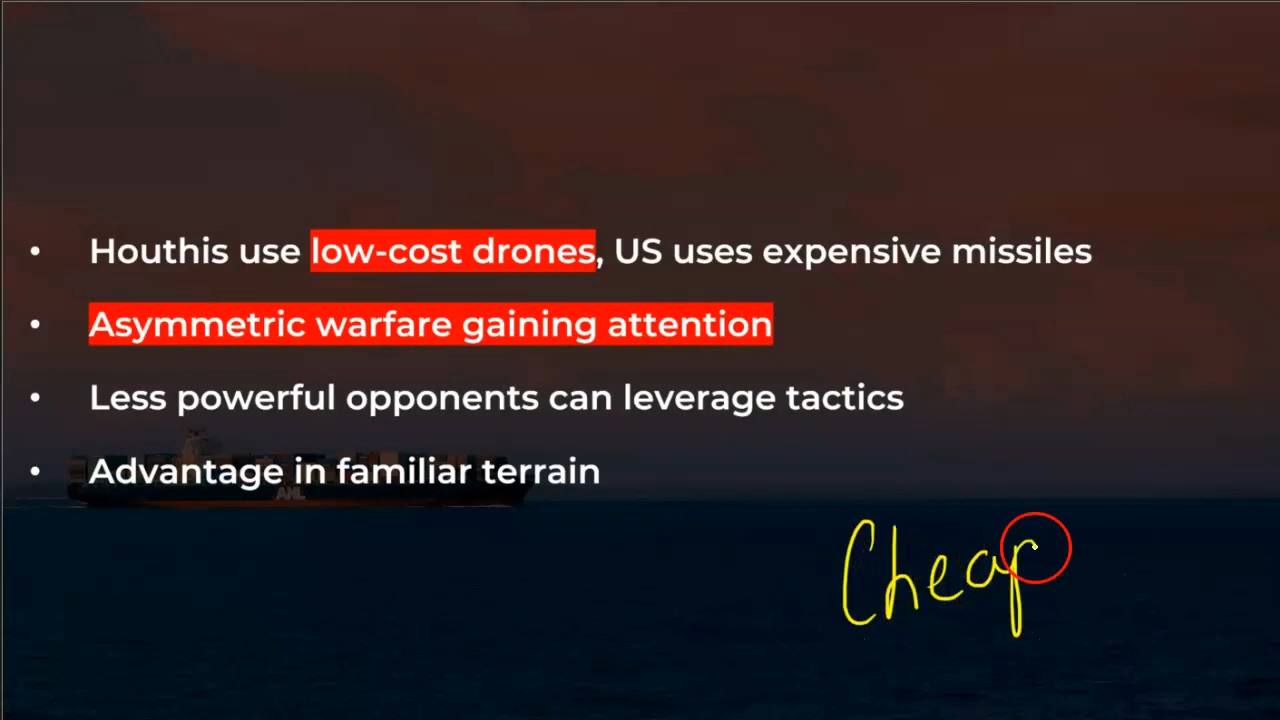 • Houthis use low-cost drones, US uses expensive missiles
• Asymmetric warfare gaining attention
• Less powerful opponents can leverage tactics
• Advantage in familiar terrain
ANL
Cheap